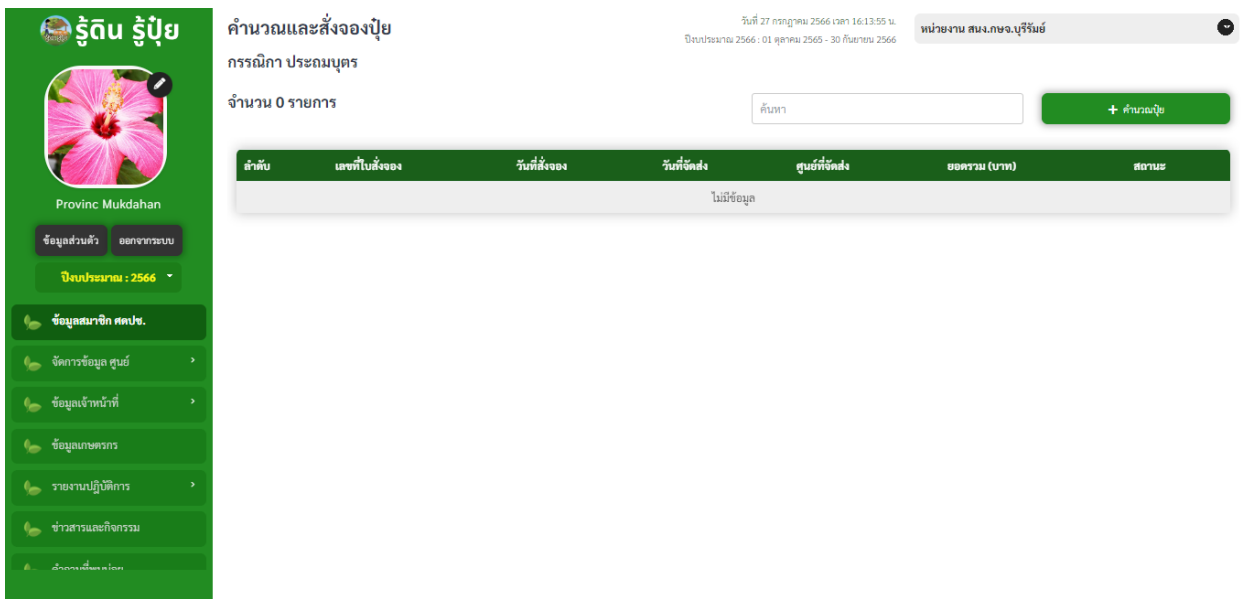 รู้ดิน รู้ปุ๋ย
Provinc Mukdahan
ข้อมูลส่วนตัว
ออกจากระบบ
ปีงบประมาณ : 2566
ข้อมูลสมาชิก ศดปช.
จัดการข้อมูล ศูนย์
ข้อมูลเจ้าหน้าที่
ข้อมูลเกษตรกร
รายงานปฎิบัติการ
ข่าวสารและกิจกรรม
คำถามที่พบบ่อย
คำนวณและสั่งจองปุ๋ย
วันที่ 27 กรกฎาคม 2566 เวลา 16:13:55 น.
ปีงบประมาณ 2566 : 01 ตุลาคม 2565 - 30 กันยายน 2566
หน่วยงาน สนง.กษจ.บุรีรัมย์
กรรณิกา ประถมบุตร
จำนวน 0 รายการ
ค้นหา
+ คำนวณปุ๋ย
ลำดับ เลขที่ใบสั่งจอง วันที่สั่งจอง วันที่จัดส่ง ศูนย์ที่จัดส่ง ยอดรวม (บาท) สถานะ
ไม่มีข้อมูล